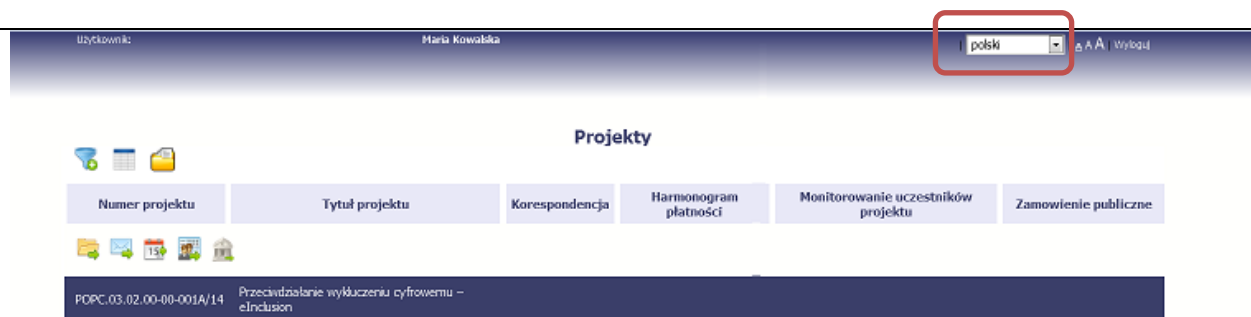 Użytkownik: Maria Kowalska | polski A A A | Wyloguj
Projekty
Numer projektu Tytuł projektu Korespondencja Harmonogram płatności Monitorowanie uczestników projektu Zamowienie publiczne
15
POPC.03.02.00-00-001A/14 Przeciwdziałanie wykluczeniu cyfrowemu –
eInclusion